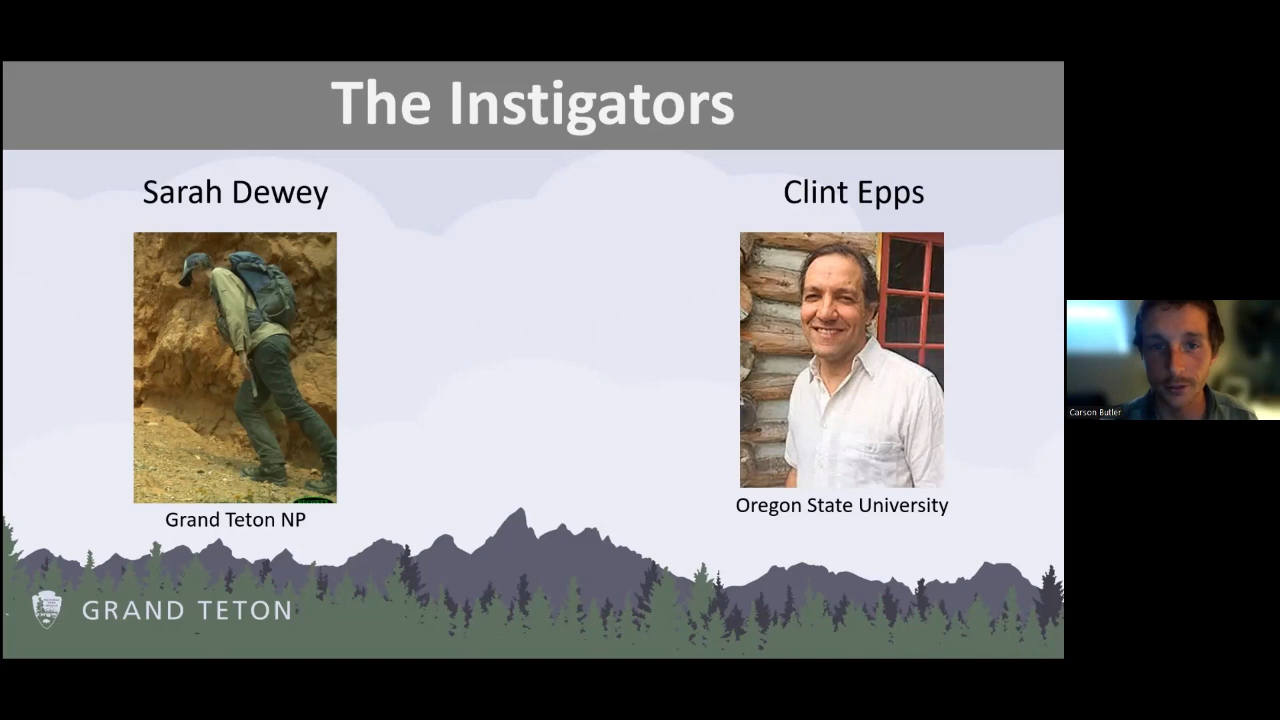 The Instigators
Sarah Dewey
Clint Epps
Grand Teton NP
Oregon State University
Carson Butler
GRAND TETON